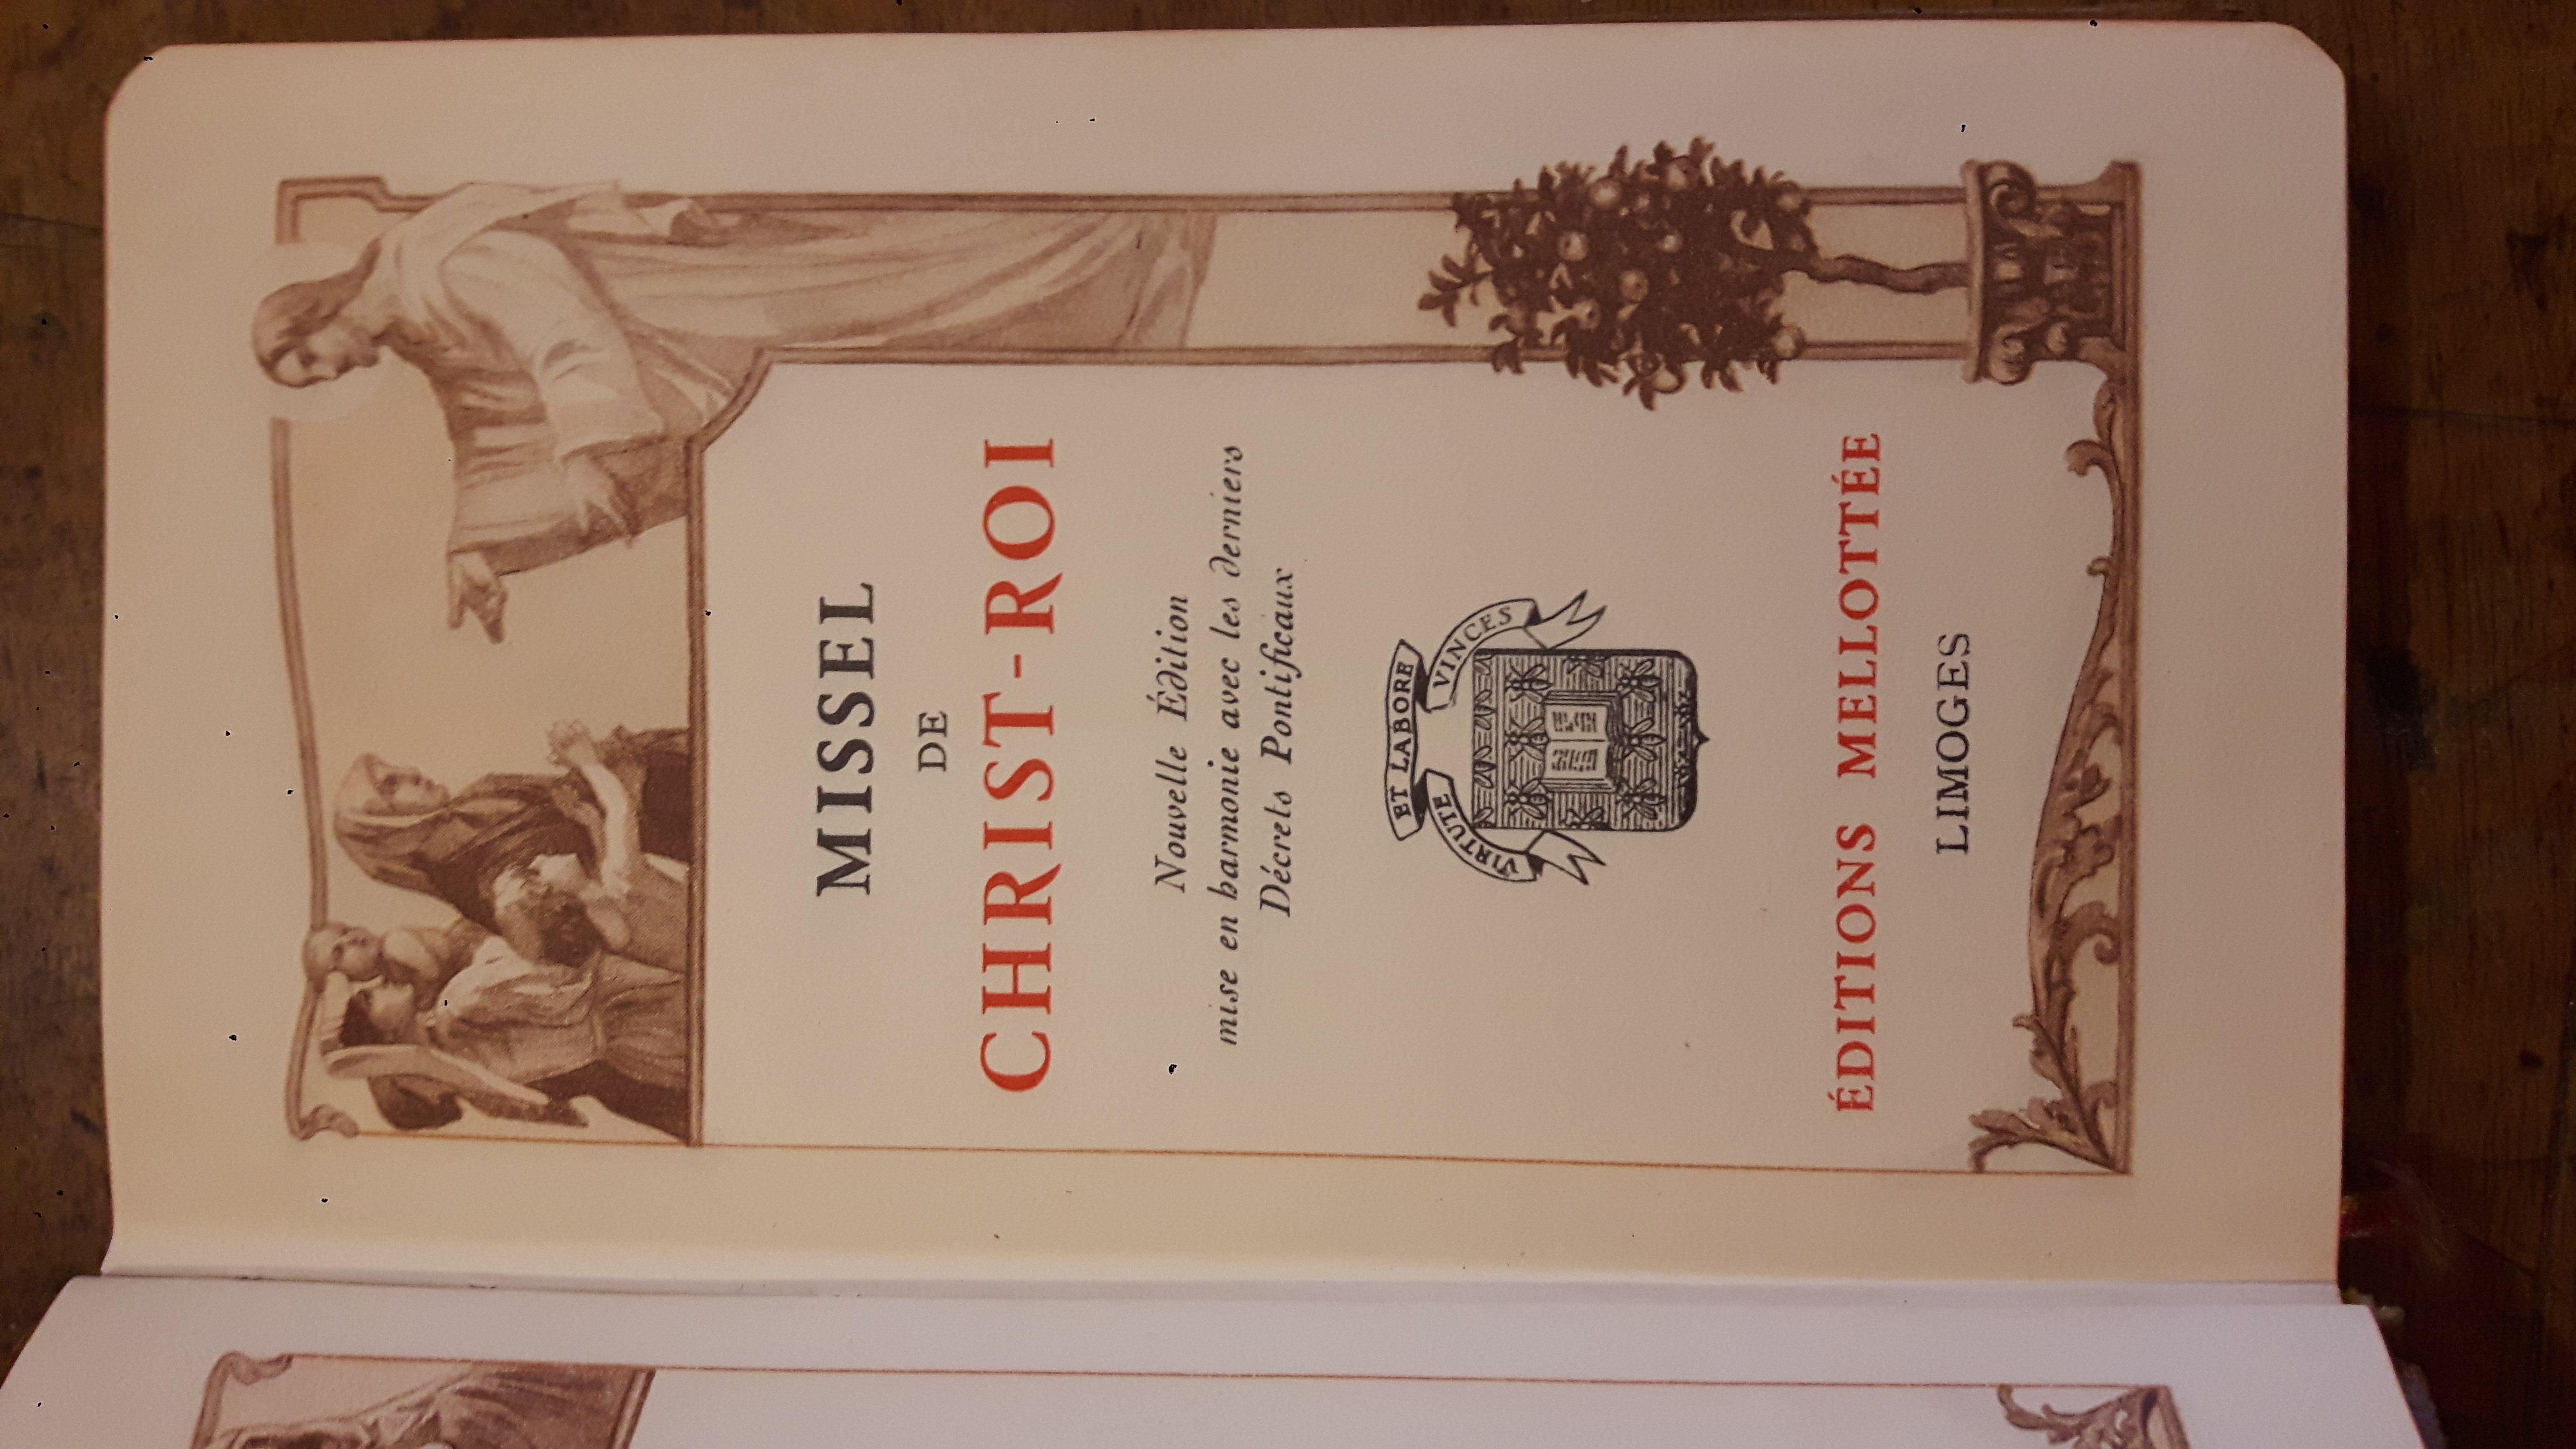 MISSEL
DE
CHRIST-ROI
Nouvelle Édition
mise en harmonie avec les derniers
Décrets Pontificaux
VIRTUTE ET LABORE VINCES
ÉDITIONS MELLOTTÉE
LIMOGES